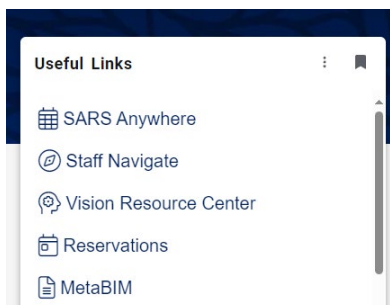 Useful Links
SARS Anywhere
Staff Navigate
Vision Resource Center
Reservations
MetaBIM